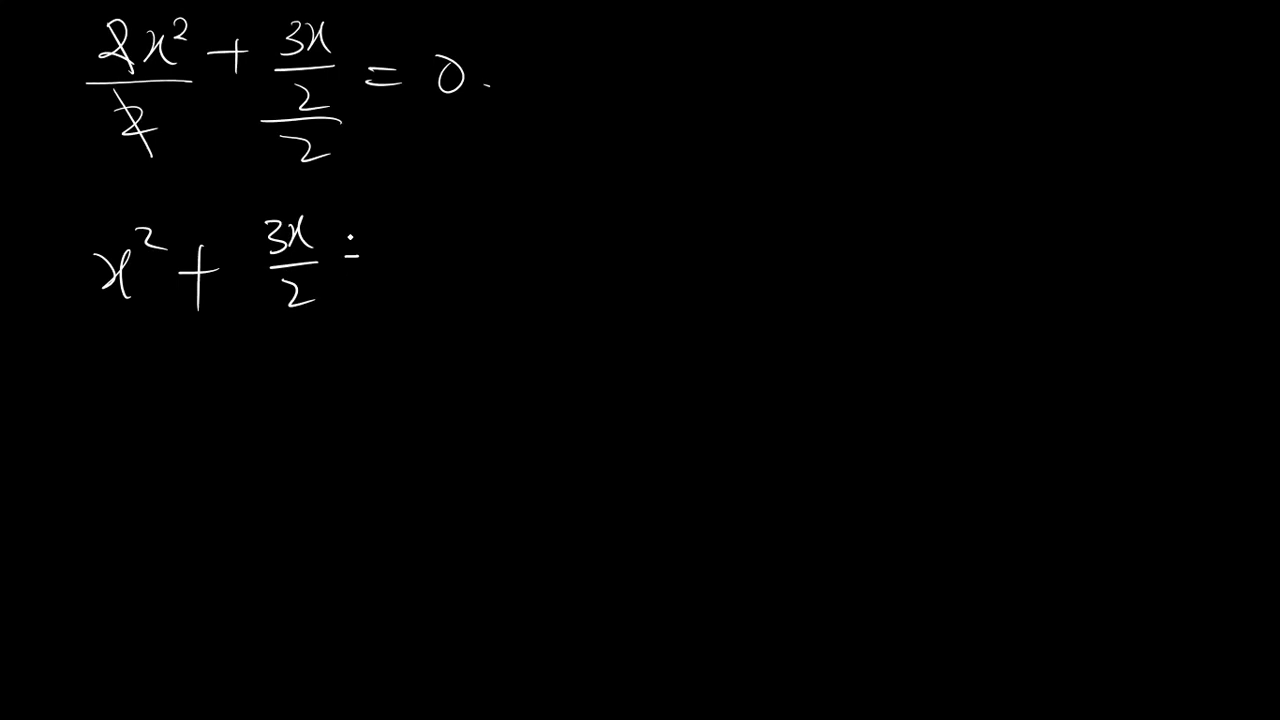 2x²/2 + 3x/2/2 = 0.
x² + 3x/2 =